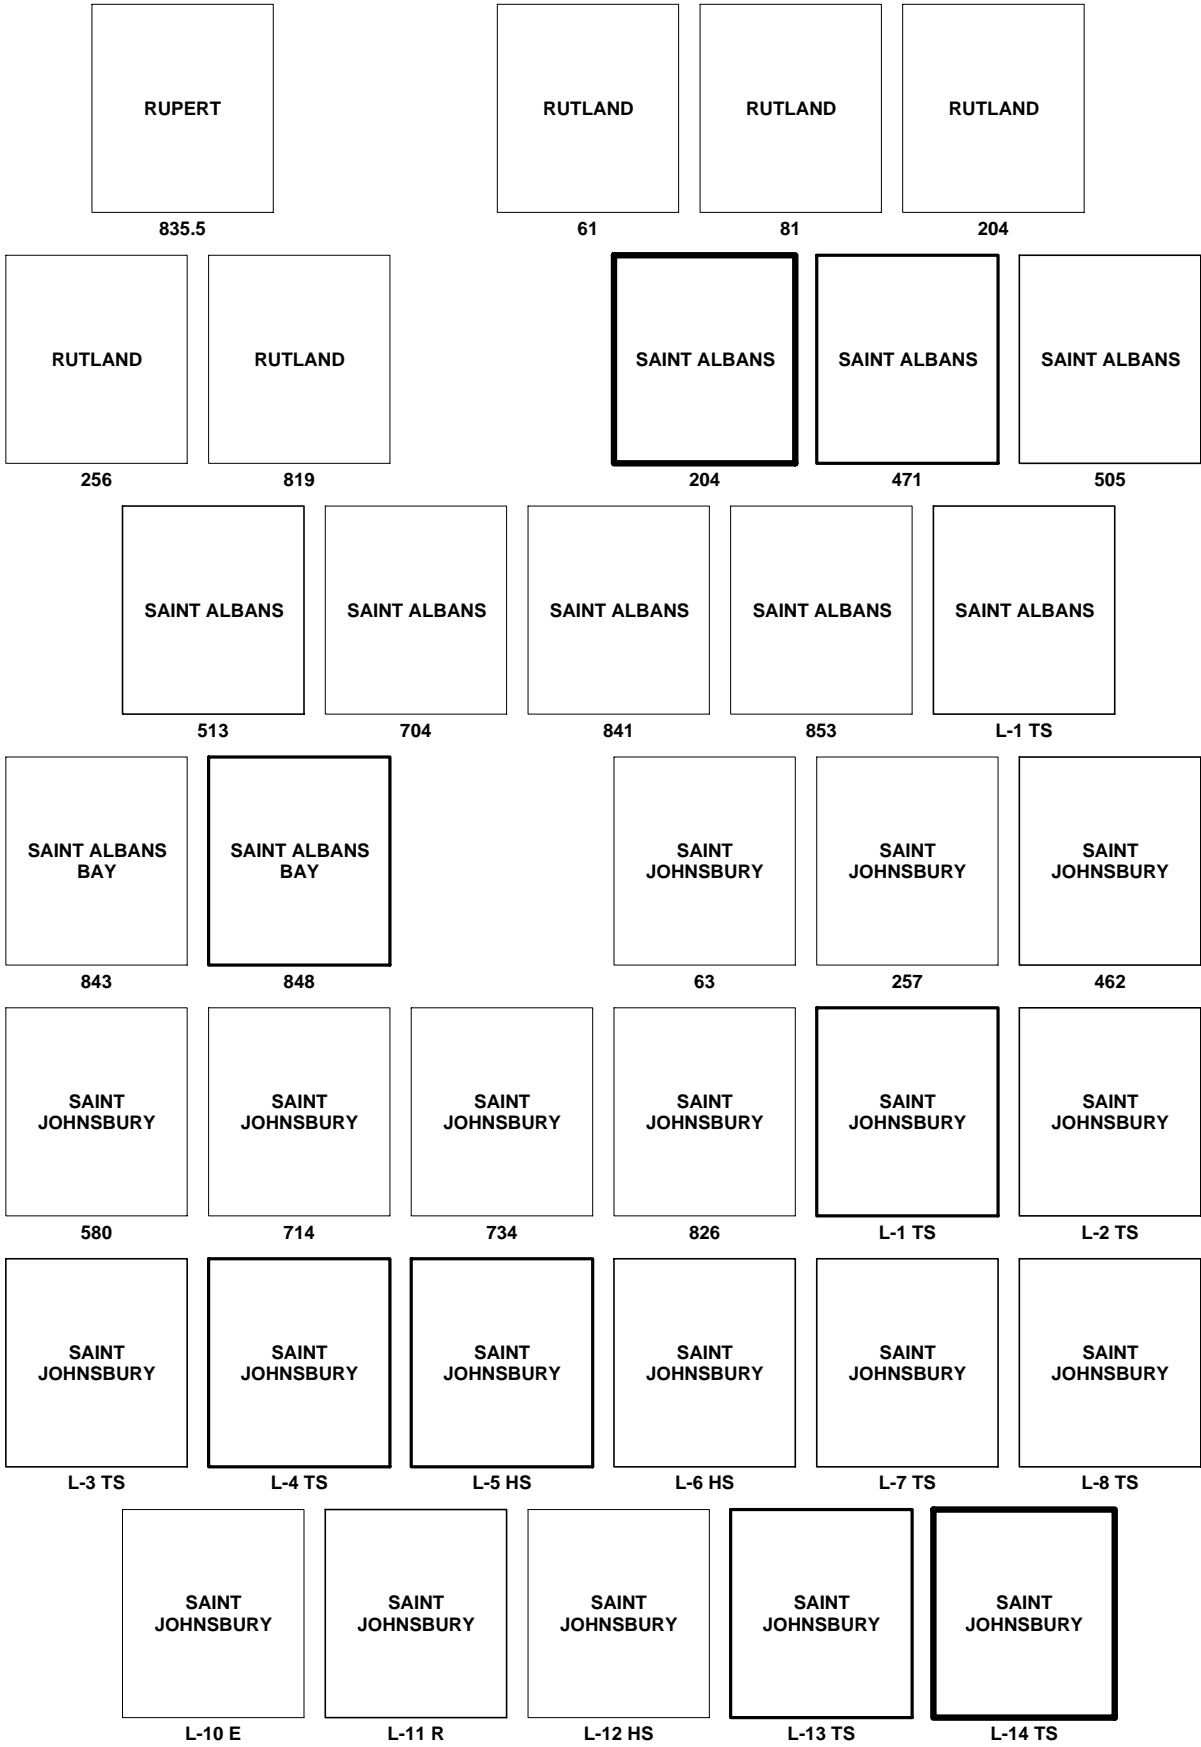 RUPERT
835.5
RUTLAND
61
RUTLAND
81
RUTLAND
204
RUTLAND
256
RUTLAND
819
SAINT ALBANS
204
SAINT ALBANS
471
SAINT ALBANS
505
SAINT ALBANS
513
SAINT ALBANS
704
SAINT ALBANS
841
SAINT ALBANS
853
SAINT ALBANS
L-1 TS
SAINT ALBANS
BAY
843
SAINT ALBANS
BAY
848
SAINT
JOHNSBURY
63
SAINT
JOHNSBURY
257
SAINT
JOHNSBURY
462
SAINT
JOHNSBURY
580
SAINT
JOHNSBURY
714
SAINT
JOHNSBURY
734
SAINT
JOHNSBURY
826
SAINT
JOHNSBURY
L-1 TS
SAINT
JOHNSBURY
L-2 TS
SAINT
JOHNSBURY
L-3 TS
SAINT
JOHNSBURY
L-4 TS
SAINT
JOHNSBURY
L-5 HS
SAINT
JOHNSBURY
L-6 HS
SAINT
JOHNSBURY
L-7 TS
SAINT
JOHNSBURY
L-8 TS
SAINT
JOHNSBURY
L-10 E
SAINT
JOHNSBURY
L-11 R
SAINT
JOHNSBURY
L-12 HS
SAINT
JOHNSBURY
L-13 TS
SAINT
JOHNSBURY
L-14 TS